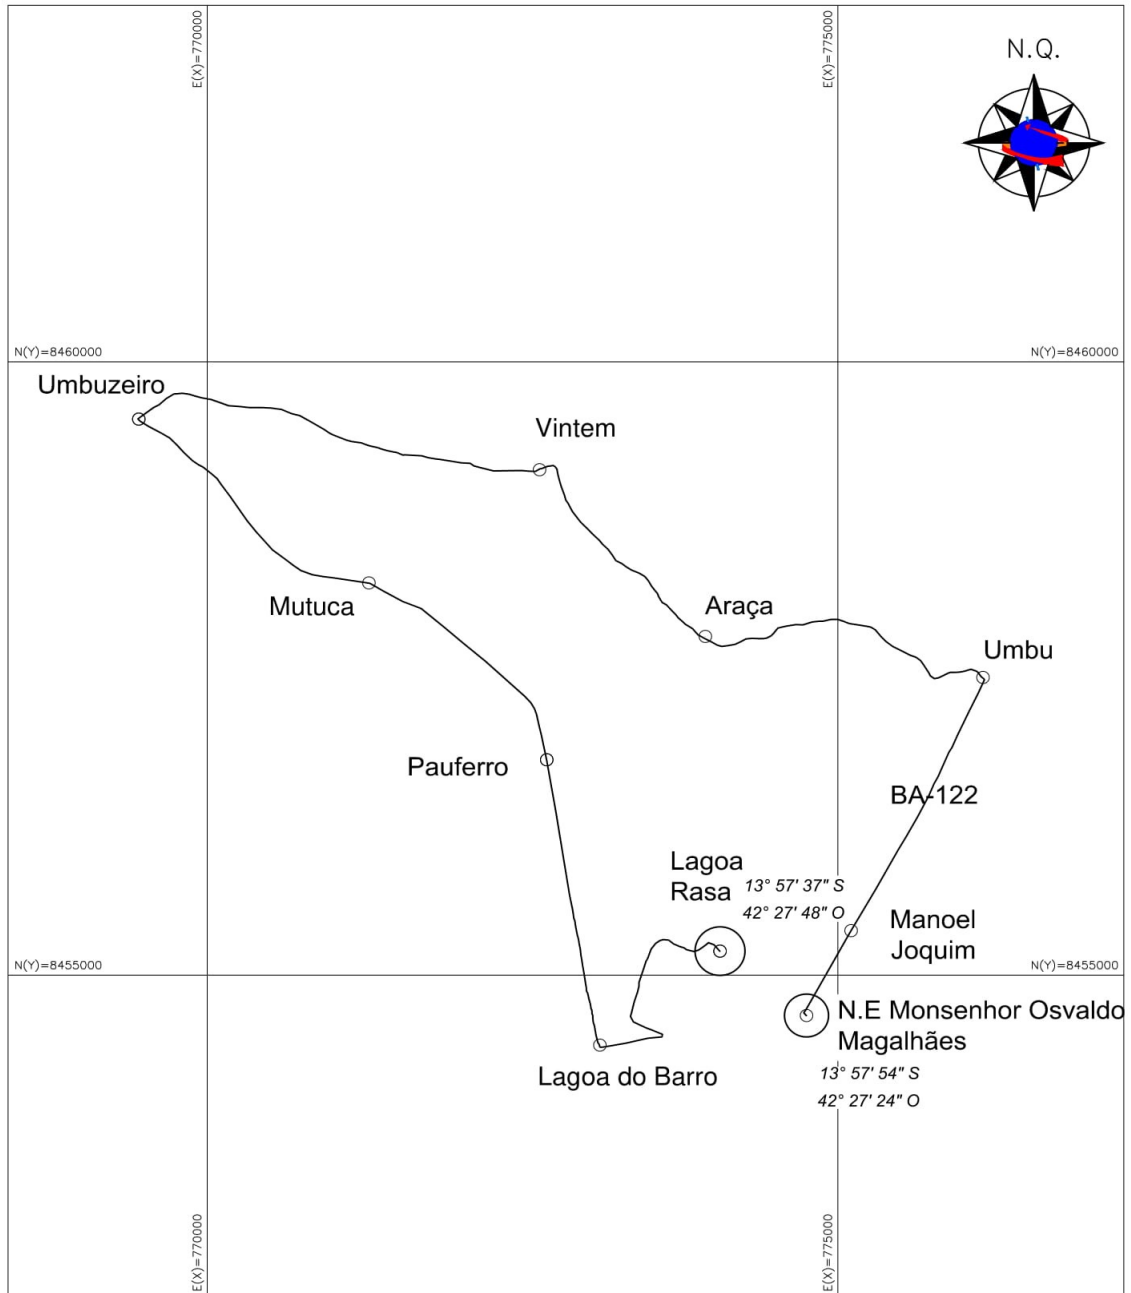 E(X)=770000
E(X)=775000
N.Q.
N(Y)=8460000
N(Y)=8460000
Umbuzeiro
Vintem
Araça
Mutuca
Umbu
Pauferro
BA-122
Lagoa
Rasa
13° 57' 37" S
42° 27' 48" O
Manoel
Joquim
N(Y)=8455000
N(Y)=8455000
N.E Monsenhor Osvaldo
Magalhães
13° 57' 54" S
42° 27' 24" O
Lagoa do Barro
E(X)=770000
E(X)=775000